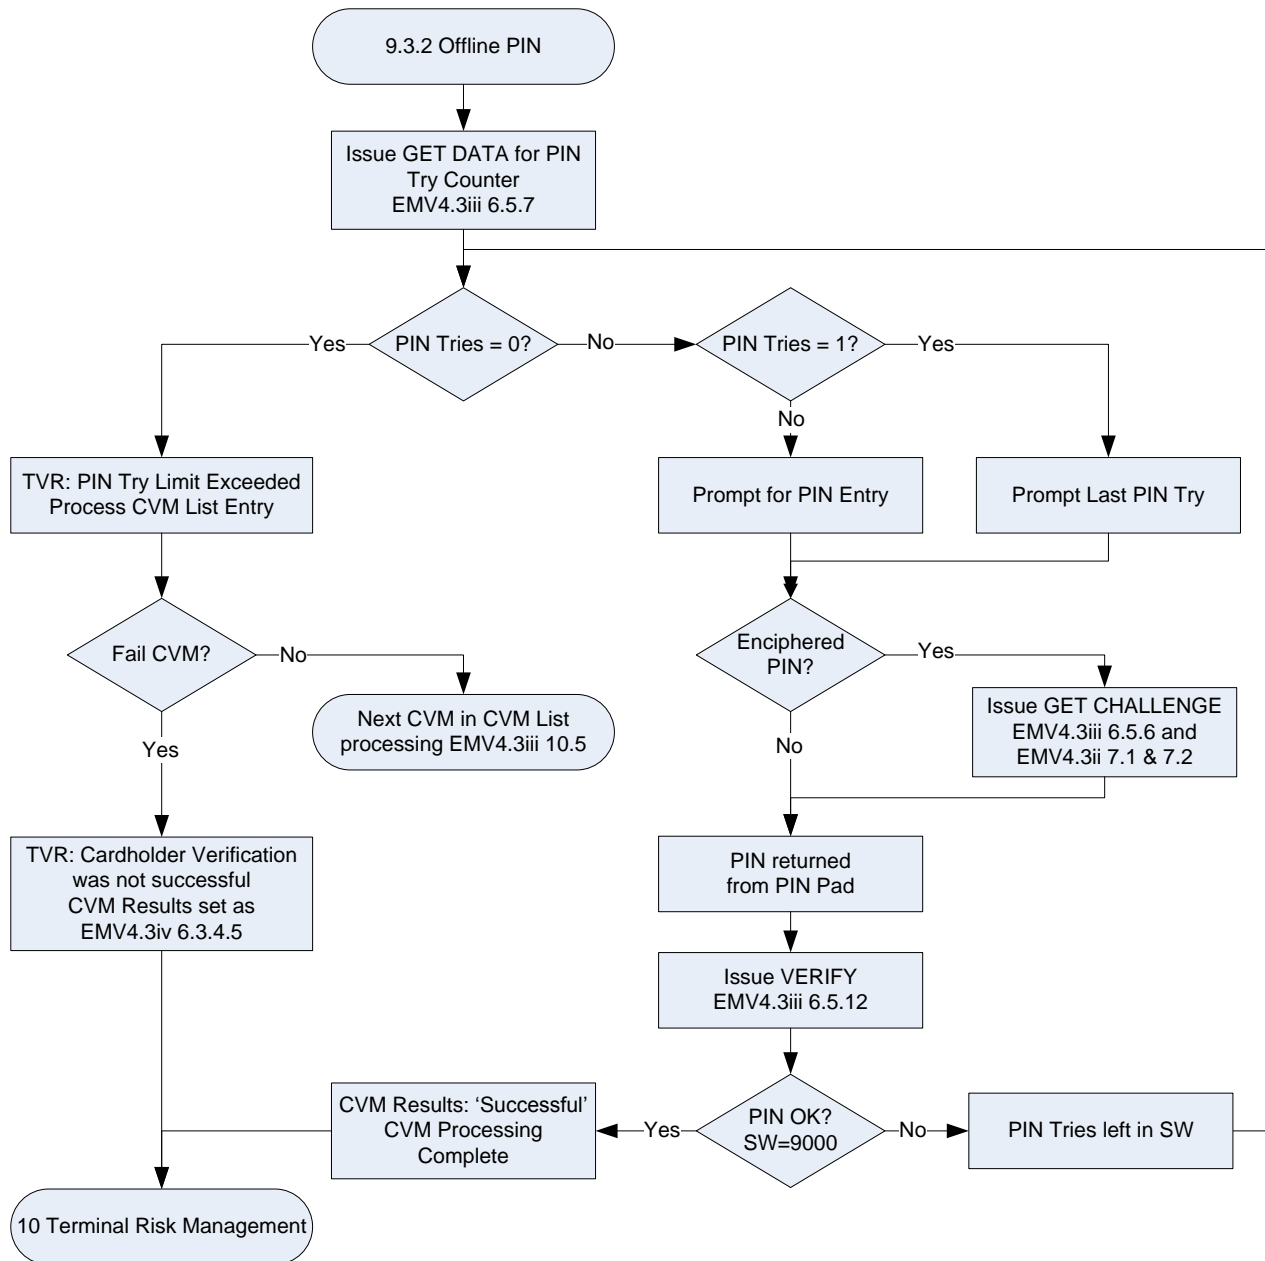 9.3.2 Offline PIN
Issue GET DATA for PIN
Try Counter
EMV4.3iii 6.5.7
Yes
PIN Tries = 0?
No
PIN Tries = 1?
Yes
No
TVR: PIN Try Limit Exceeded
Process CVM List Entry
Prompt for PIN Entry
Prompt Last PIN Try
Fail CVM?
No
Enciphered
PIN?
Yes
Next CVM in CVM List
processing EMV4.3iii 10.5
Issue GET CHALLENGE
EMV4.3iii 6.5.6 and
EMV4.3ii 7.1 & 7.2
Yes
No
TVR: Cardholder Verification
was not successful
CVM Results set as
EMV4.3iv 6.3.4.5
PIN returned
from PIN Pad
Issue VERIFY
EMV4.3iii 6.5.12
CVM Results: ‘Successful’
CVM Processing
Complete
Yes
PIN OK?
SW=9000
No
PIN Tries left in SW
10 Terminal Risk Management